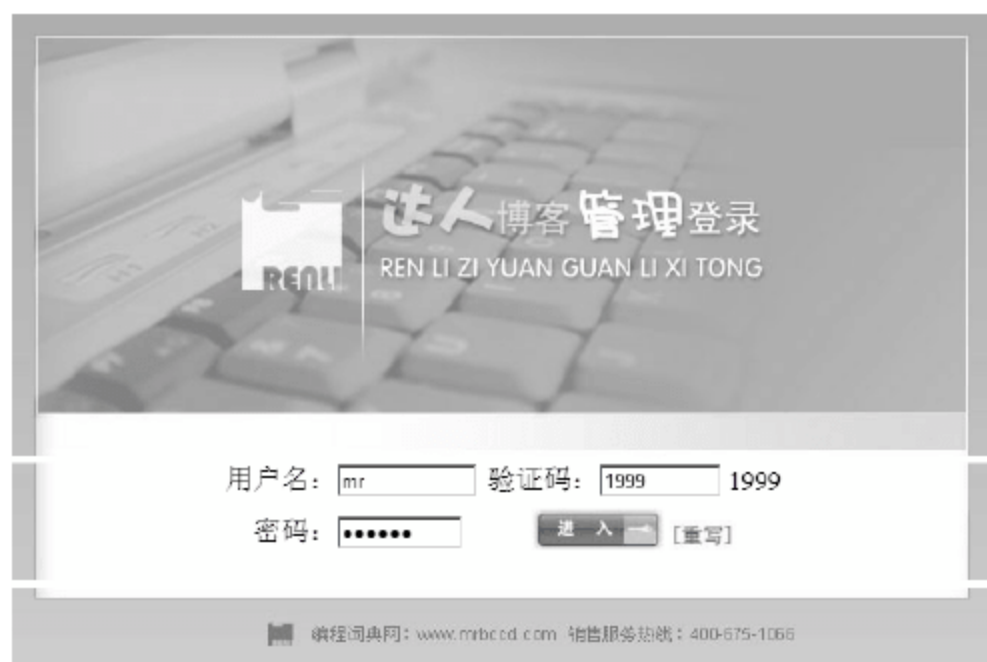 达人博客管理登录
RENLI
REN LI ZI YUAN GUAN LI XI TONG
用户名： mr 验证码： 1999 1999
密码： ●●●●●● 进 入 [重写]
编程词典网：www.mrbccd.com 销售服务热线：400-675-1066